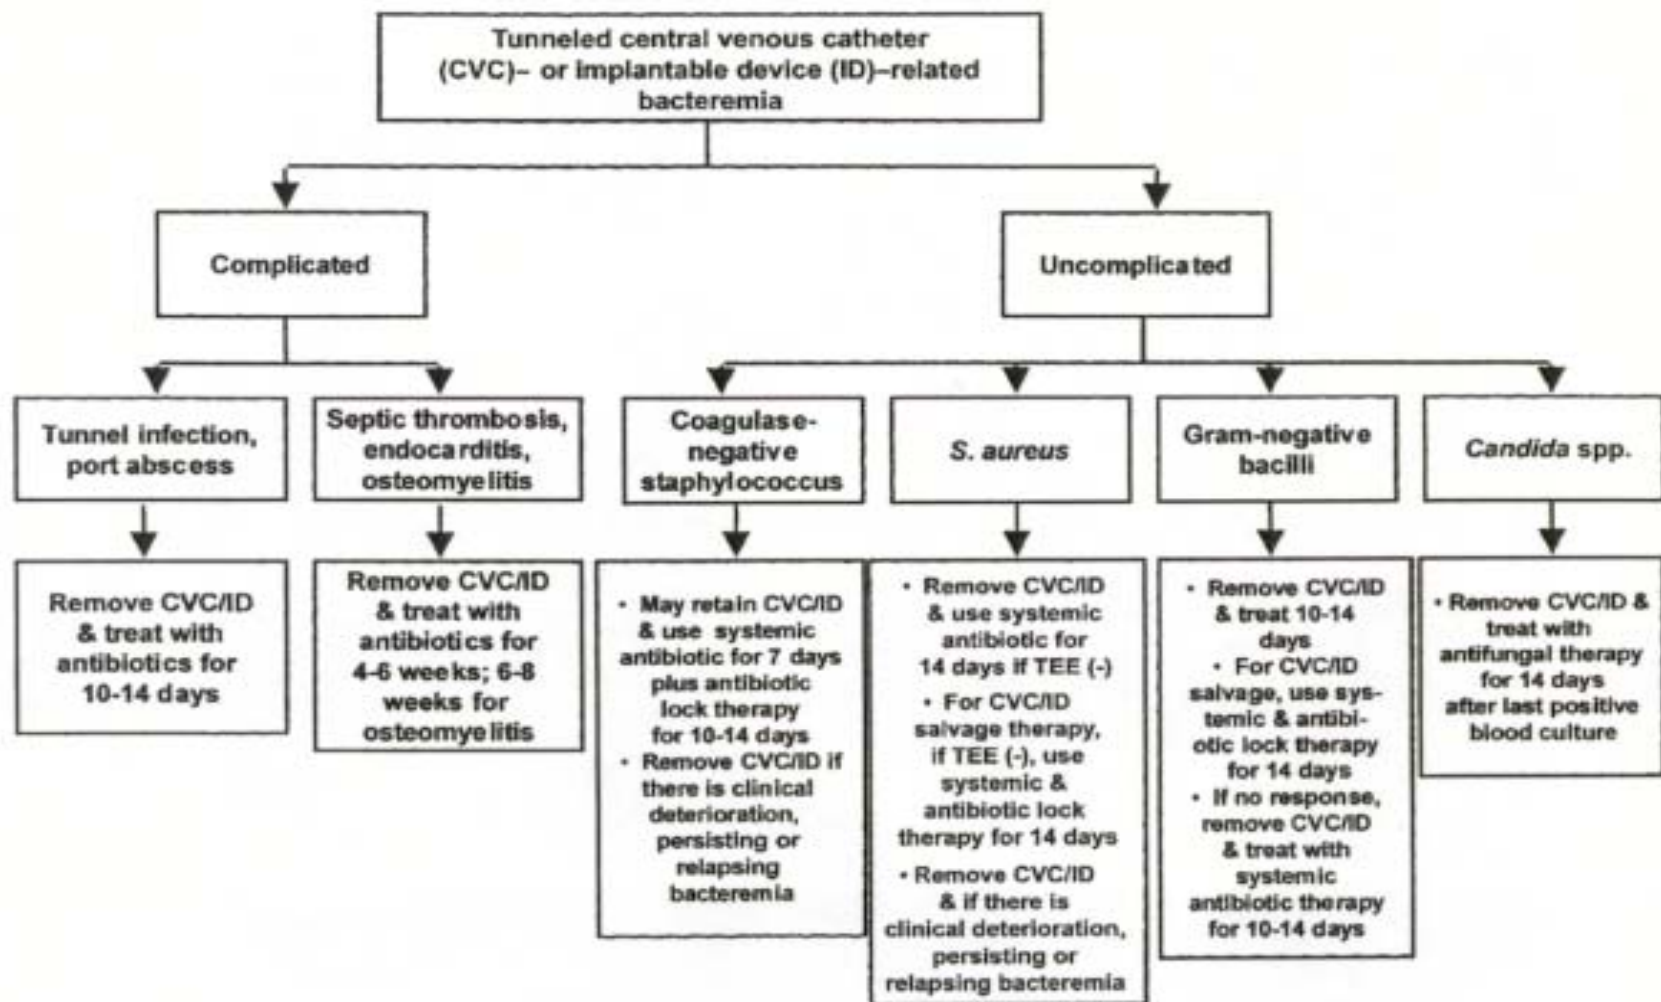 Tunneled central venous catheter
(CVC)– or implantable device (ID)–related
bacteremia
Complicated
Uncomplicated
Tunnel infection,
port abscess
Septic thrombosis,
endocarditis,
osteomyelitis
Coagulase-
negative
staphylococcus
S. aureus
Gram-negative
bacilli
Candida spp.
Remove CVC/ID
& treat with
antibiotics for
10-14 days
Remove CVC/ID
& treat with
antibiotics for
4-6 weeks; 6-8
weeks for
osteomyelitis
• May retain CVC/ID
& use systemic
antibiotic for 7 days
plus antibiotic
lock therapy
for 10-14 days
• Remove CVC/ID if
there is clinical
deterioration,
persisting or
relapsing
bacteremia
• Remove CVC/ID
& use systemic
antibiotic for
14 days if TEE (-)
• For CVC/ID
salvage therapy,
if TEE (-), use
systemic &
antibiotic lock
therapy for 14 days
• Remove CVC/ID
& if there is
clinical deterioration,
persisting or
relapsing bacteremia
• Remove CVC/ID
& treat 10-14
days
• For CVC/ID
salvage, use sys-
temic & antibi-
otic lock therapy
for 14 days
• If no response,
remove CVC/ID
& treat with
systemic
antibiotic therapy
for 10-14 days
• Remove CVC/ID &
treat with
antifungal therapy
for 14 days
after last positive
blood culture